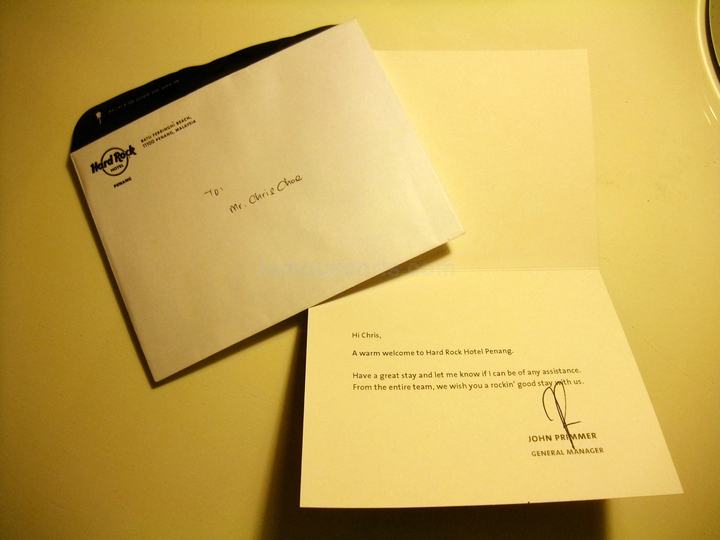 Hard Rock
HOTEL
PENANG
BATU FERRINGHI BEACH,
11100 PENANG, MALAYSIA
To:
Mr. Chris Choe
Hi Chris,
A warm welcome to Hard Rock Hotel Penang.
Have a great stay and let me know if I can be of any assistance.
From the entire team, we wish you a rockin' good stay with us.
JOHN PRIMMER
GENERAL MANAGER